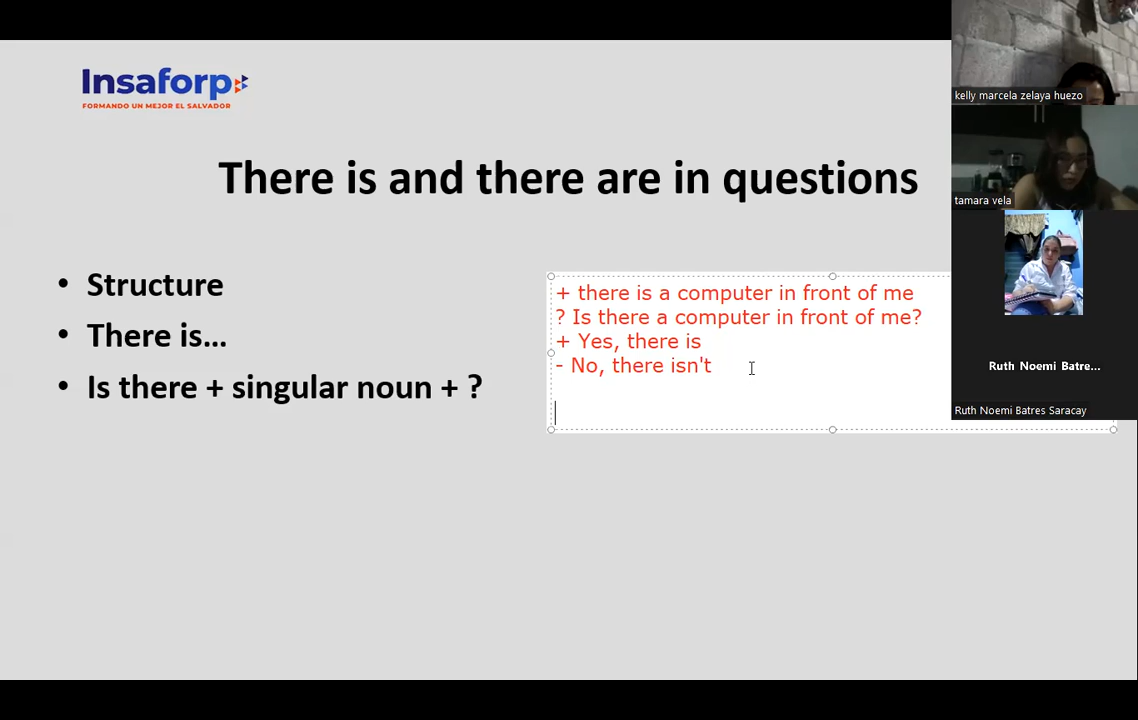 Insaforp
FORMANDO UN MEJOR EL SALVADOR
There is and there are in questions
• Structure
• There is...
• Is there + singular noun + ?
+ there is a computer in front of me
? Is there a computer in front of me?
+ Yes, there is
- No, there isn't
kelly marcela zelaya huezo
tamara vela
Ruth Noemi Batre...
Ruth Noemi Batres Saracay